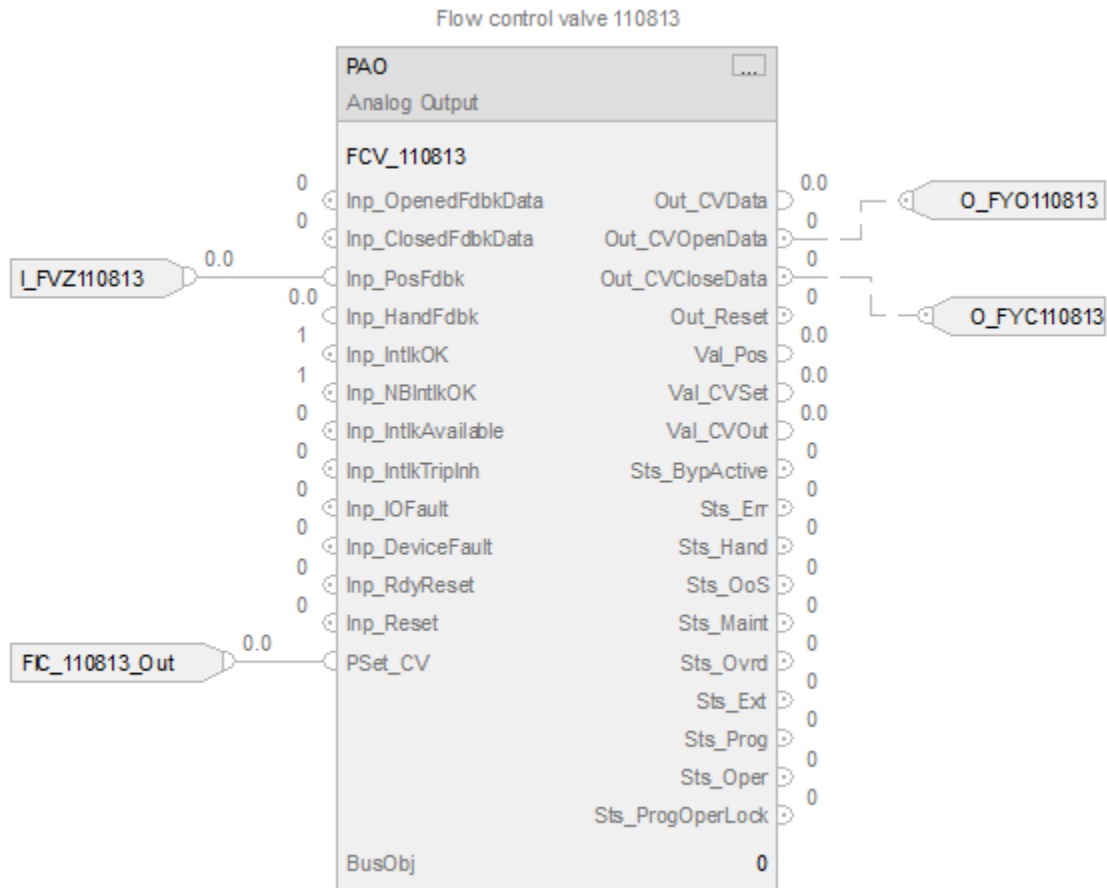 Flow control valve 110813
PAO
...
Analog Output
FCV_110813
0 Inp_OpenedFdbkData Out_CVData 0.0
O_FYO110813
0 Inp_ClosedFdbkData Out_CVOpenData 0
I_FVZ110813 0.0 Inp_PosFdbk Out_CVCloseData 0
0.0 Inp_HandFdbk Out_Reset 0
O_FYC110813
1 Inp_IntlkOK Val_Pos 0.0
1 Inp_NBIntlkOK Val_CVSet 0.0
0 Inp_IntlkAvailable Val_CVOut 0.0
0 Inp_IntlkTripInh Sts_BypActive 0
0 Inp_IOFault Sts_Err 0
0 Inp_DeviceFault Sts_Hand 0
0 Inp_RdyReset Sts_OoS 0
0 Inp_Reset Sts_Maint 0
FIC_110813_Out 0.0 PSet_CV Sts_Ovrd 0
Sts_Ext 0
Sts_Prog 0
Sts_Oper 0
Sts_ProgOperLock 0
BusObj 0